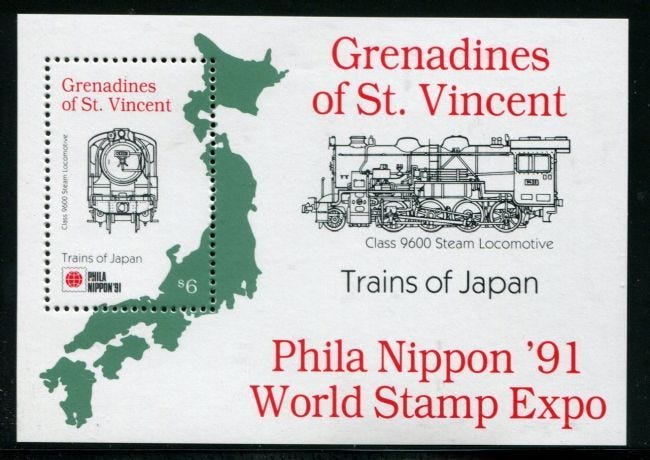 Grenadines
of St. Vincent
Class 9600 Steam Locomotive
Trains of Japan
PHILA
NIPPON '91
$6
Grenadines
of St. Vincent
Class 9600 Steam Locomotive
Trains of Japan
Phila Nippon '91
World Stamp Expo